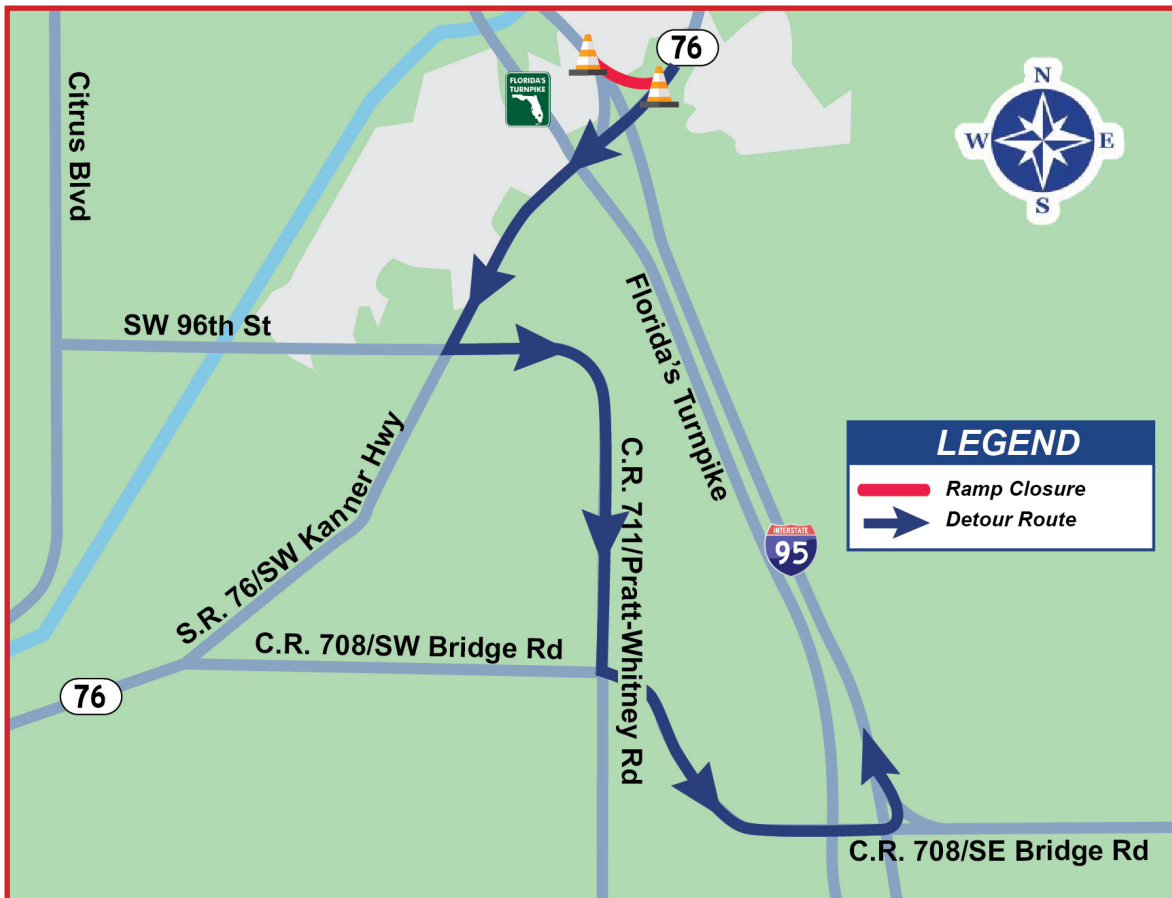 76
FLORIDA'S
TURNPIKE
Citrus Blvd
N
W
E
S
SW 96th St
Florida's Turnpike
S.R. 76/SW Kanner Hwy
C.R. 711/Pratt-Whitney Rd
LEGEND
Ramp Closure
Detour Route
INTERSTATE
95
C.R. 708/SW Bridge Rd
76
C.R. 708/SE Bridge Rd